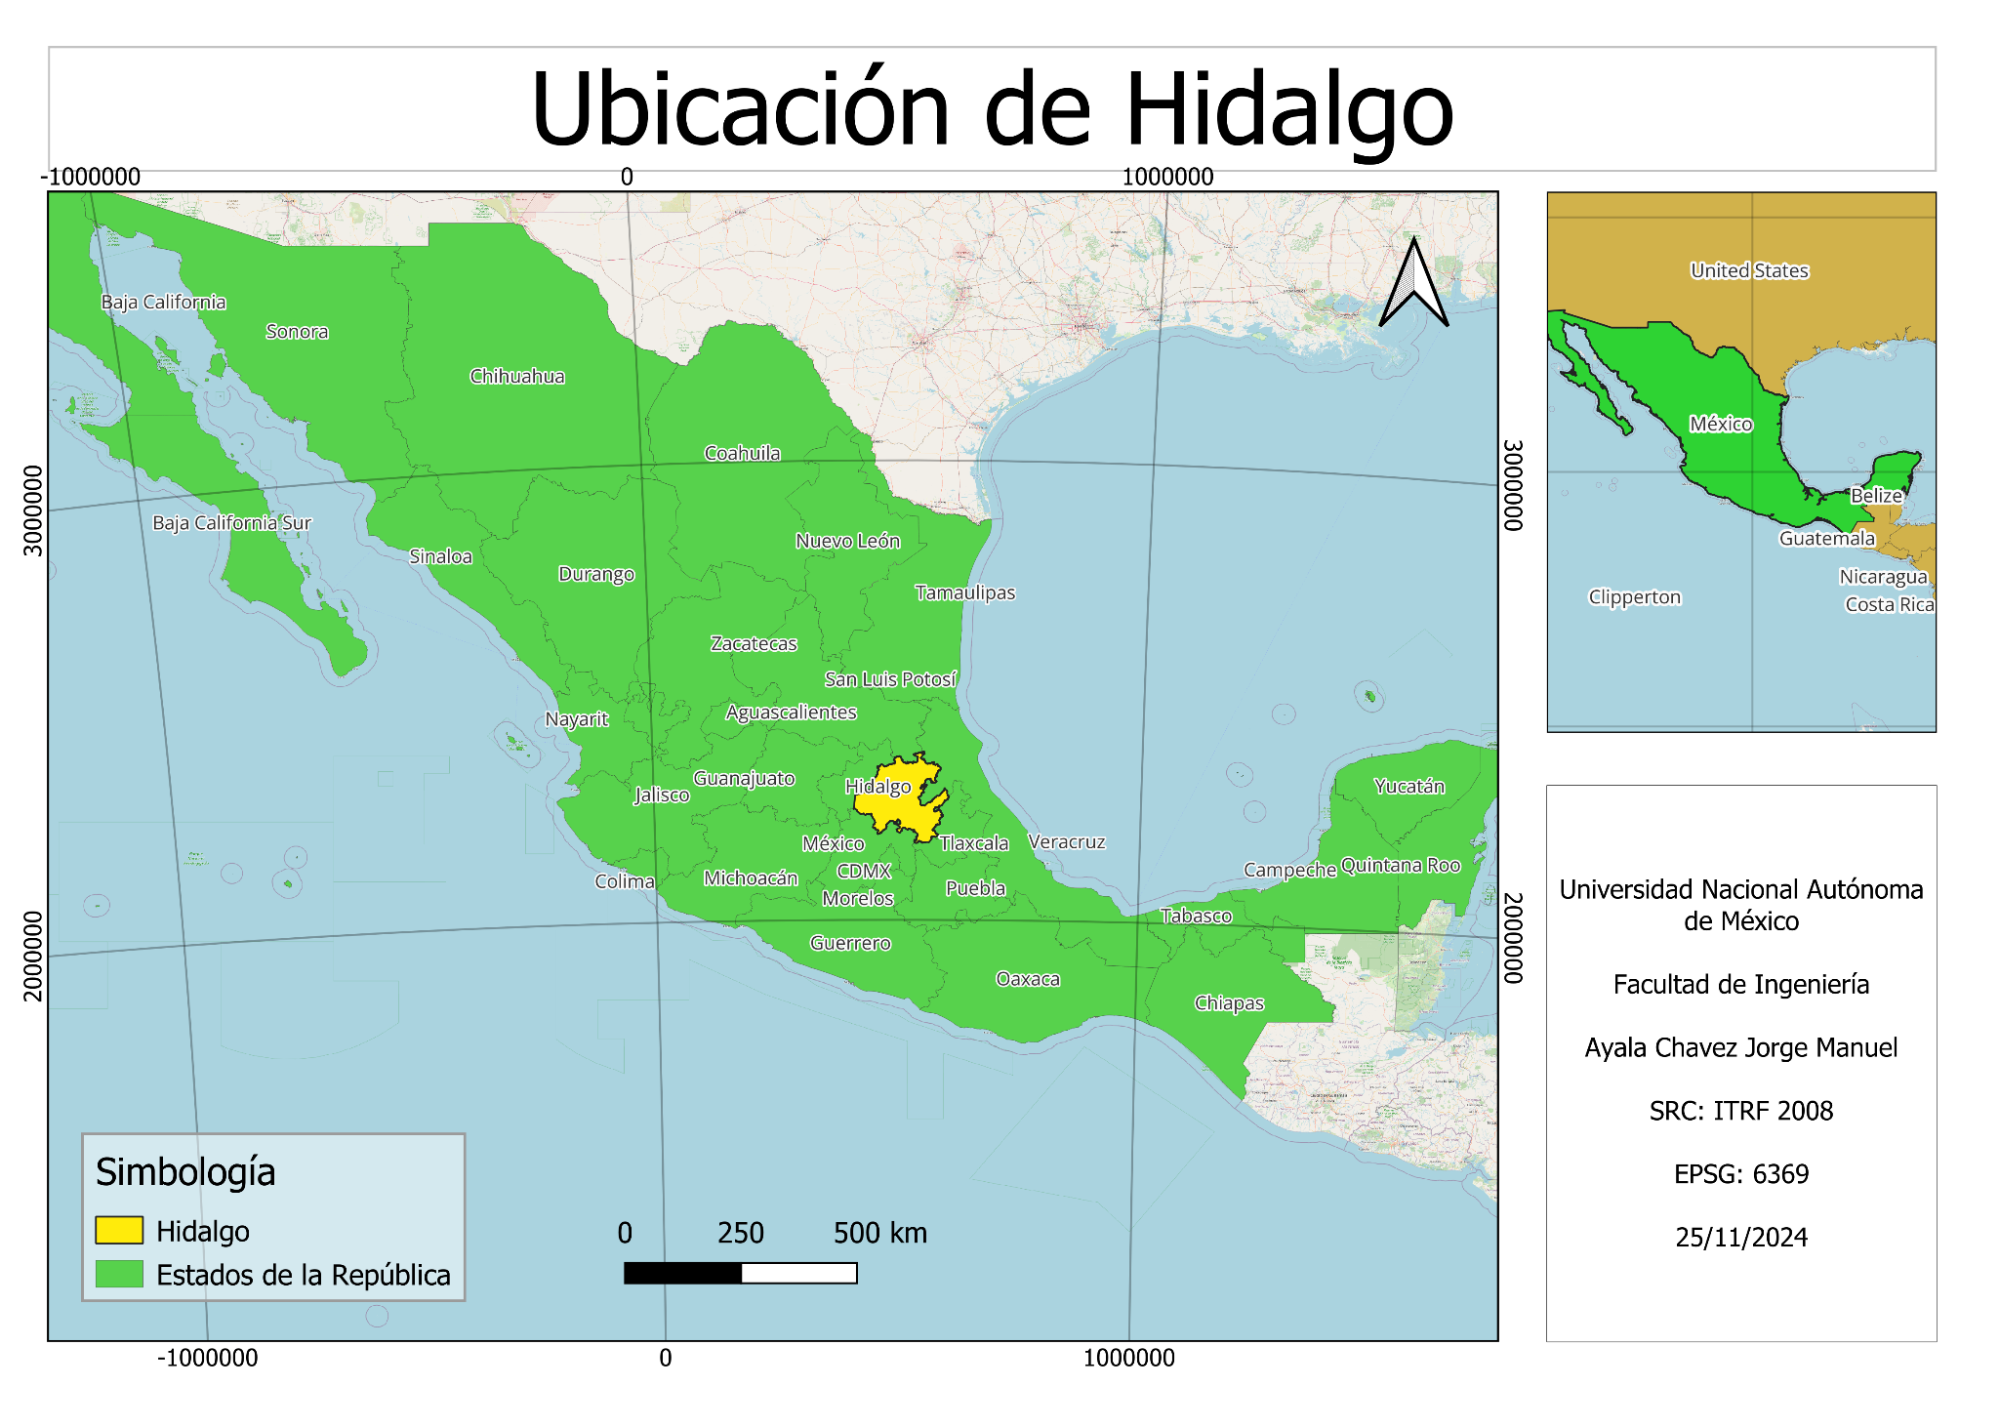 Ubicación de Hidalgo
-1000000
0
1000000
Baja California
Sonora
Chihuahua
Coahuila
3000000
3000000
Baja California Sur
Sinaloa
Nuevo León
Durango
Tamaulipas
Zacatecas
San Luis Potosí
Aguascalientes
Nayarit
Guanajuato
Hidalgo
Jalisco
Yucatán
México
Tlaxcala
Veracruz
Campeche
Quintana Roo
CDMX
Colima
Michoacán
Puebla
Morelos
Tabasco
2000000
2000000
Guerrero
Oaxaca
Chiapas
Simbología
Hidalgo
Estados de la República
0
250
500 km
-1000000
0
1000000
United States
México
Belize
Guatemala
Nicaragua
Clipperton
Costa Rica
Universidad Nacional Autónoma
de México
Facultad de Ingeniería
Ayala Chavez Jorge Manuel
SRC: ITRF 2008
EPSG: 6369
25/11/2024